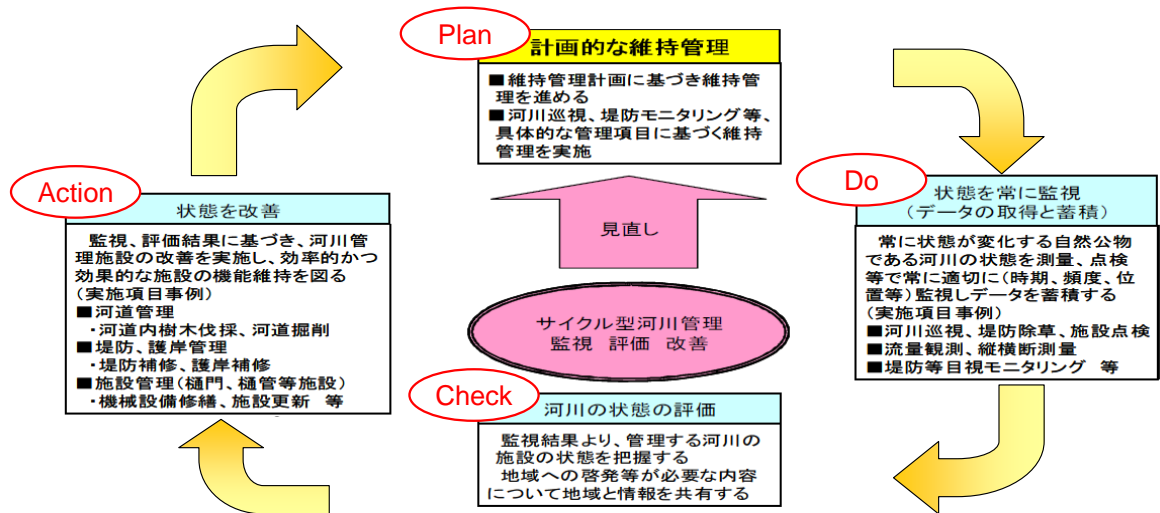 Plan
計画的な維持管理
■維持管理計画に基づき維持管
理を進める
■河川巡視、堤防モニタリング等、
具体的な管理項目に基づく維持
管理を実施
Do
状態を常に監視
(データの取得と蓄積)
常に状態が変化する自然公物
である河川の状態を測量、点検
等で常に適切に(時期、頻度、位
置等)監視しデータを蓄積する
(実施項目事例)
■河川巡視、堤防除草、施設点検
■流量観測、縦横断測量
■堤防等目視モニタリング 等
Check
河川の状態の評価
監視結果より、管理する河川の
施設の状態を把握する
地域への啓発等が必要な内容
について地域と情報を共有する
Action
状態を改善
監視、評価結果に基づき、河川管
理施設の改善を実施し、効率的かつ
効果的な施設の機能維持を図る
(実施項目事例)
■河道管理
・河道内樹木伐採、河道掘削
■堤防、護岸管理
・堤防補修、護岸補修
■施設管理(樋門、樋管等施設)
・機械設備修繕、施設更新 等
見直し
サイクル型河川管理
監視 評価 改善